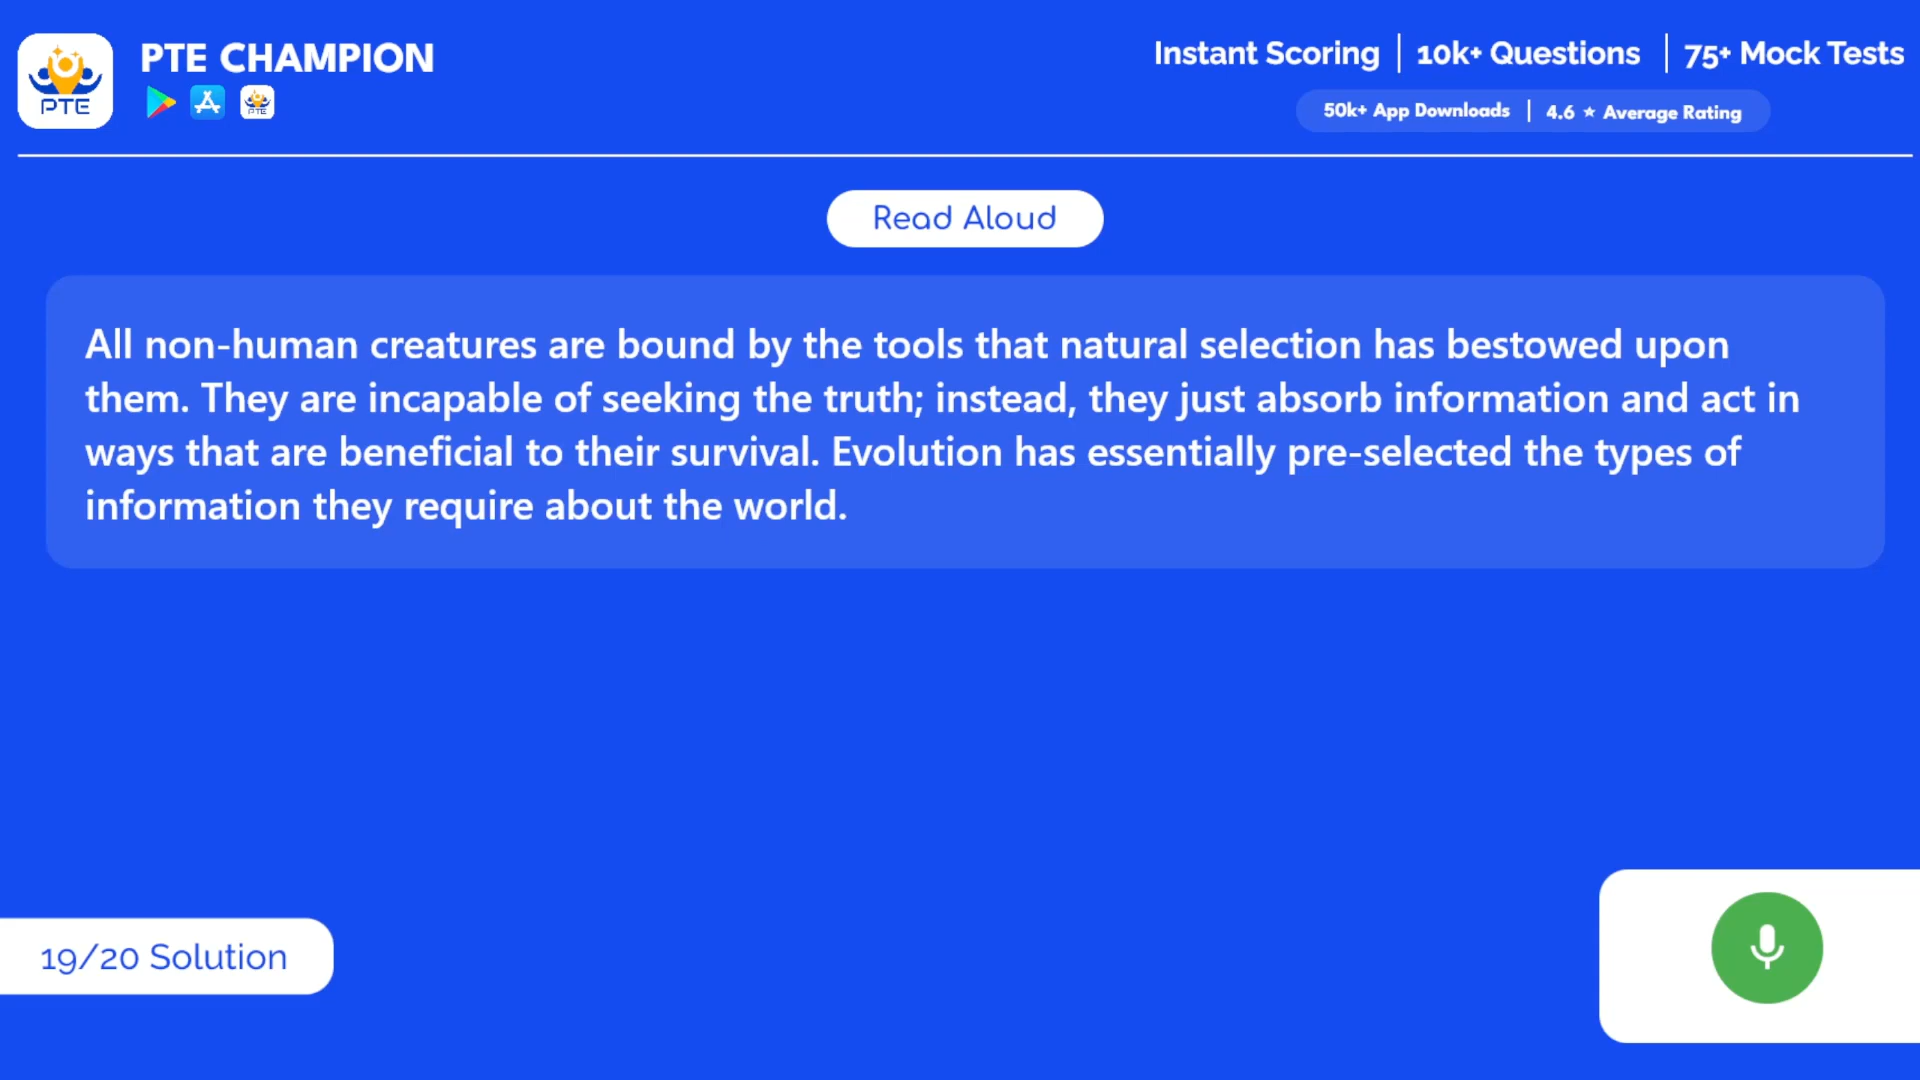 PTE CHAMPION
PTE
PTE
Instant Scoring | 10k+ Questions | 75+ Mock Tests
50k+ App Downloads | 4.6 ★ Average Rating
Read Aloud
All non-human creatures are bound by the tools that natural selection has bestowed upon
them. They are incapable of seeking the truth; instead, they just absorb information and act in
ways that are beneficial to their survival. Evolution has essentially pre-selected the types of
information they require about the world.
19/20 Solution